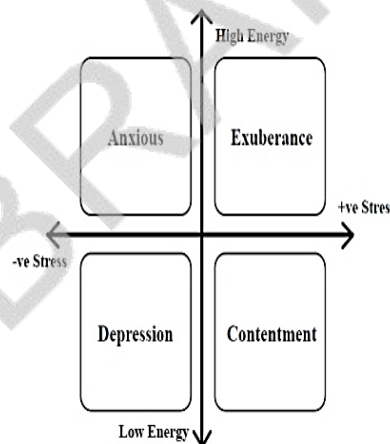 High Energy
Anxious
Exuberance
+ve Stres
-ve Stress
Depression
Contentment
Low Energy